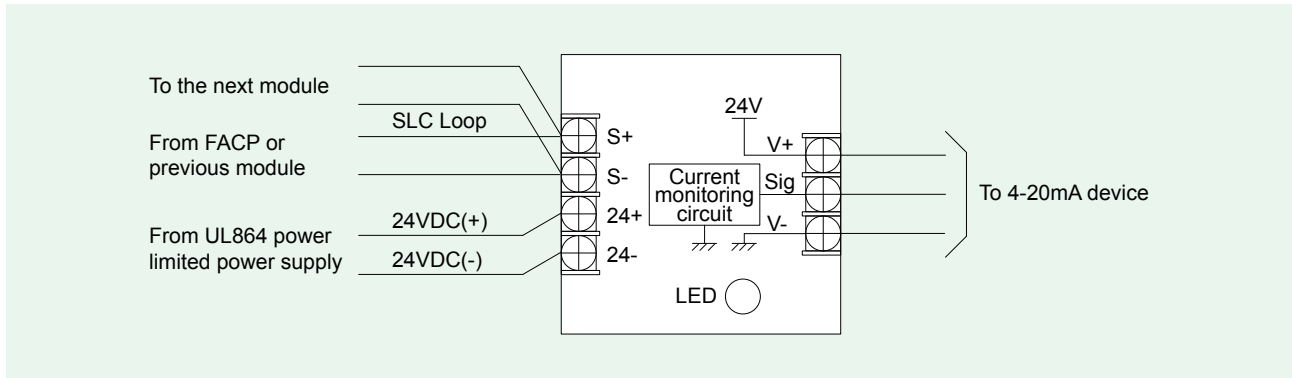 To the next module
SLC Loop
From FACP or
previous module
24VDC(+)
From UL864 power
limited power supply
24VDC(-)
S+
S-
24+
24-
24V
V+
Current
monitoring
circuit
Sig
V-
LED
To 4-20mA device